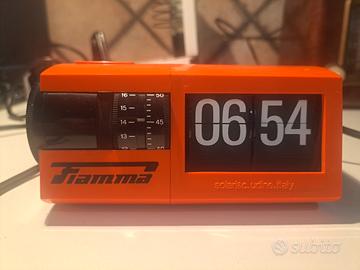 16 50
15
14 45
13
06 54
Fiamma
solari&c. udine.italy
subito